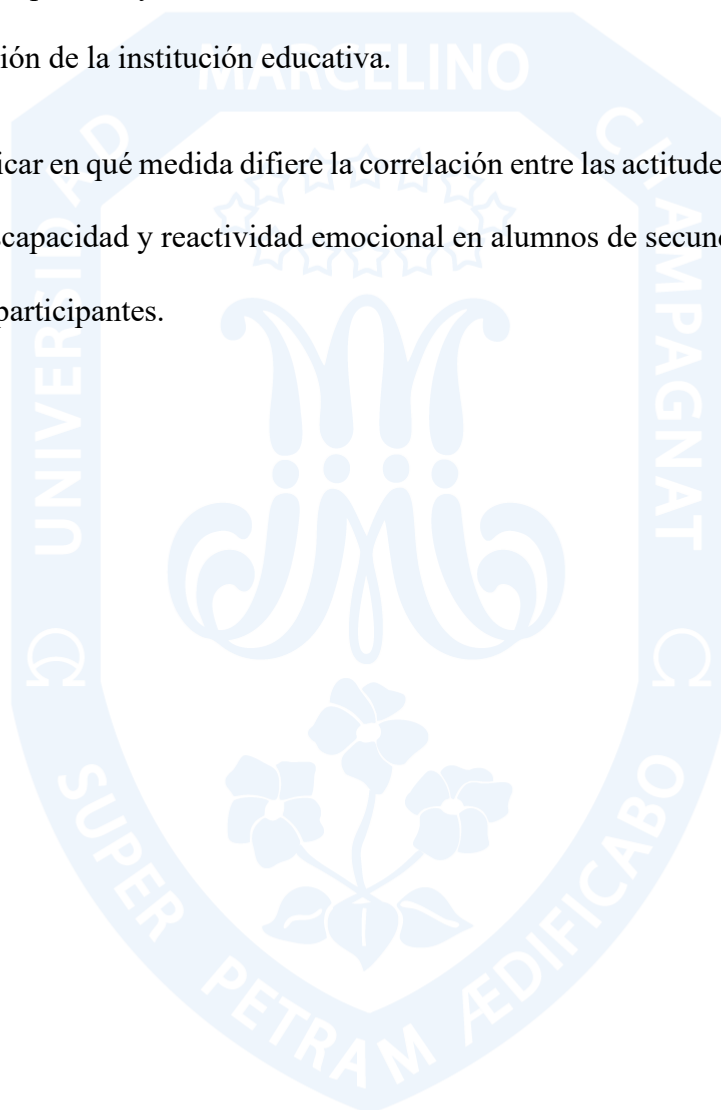 ión de la institución educativa.
icar en qué medida difiere la correlación entre las actitude
capacidad y reactividad emocional en alumnos de secun
participantes.
UNIVERSIDAD MARCELINO CHAMPAGNAT
SUPER PETRAM ÆDIFICABO